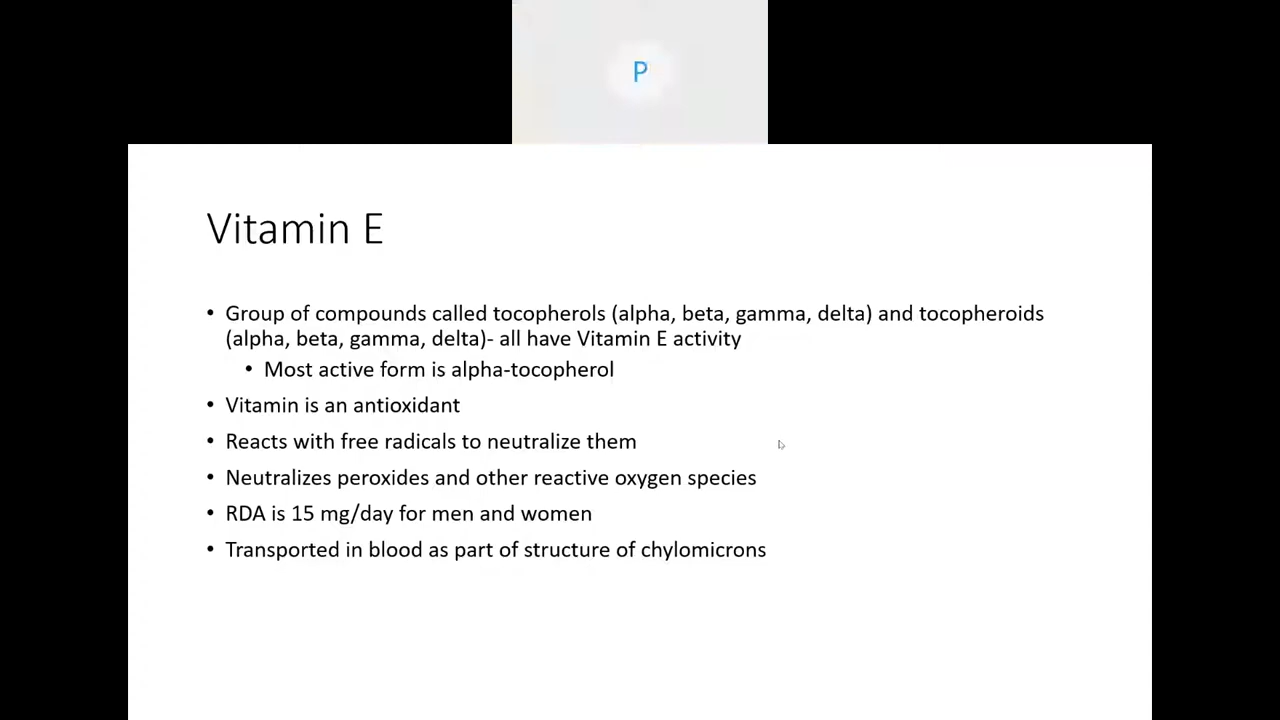 P
Vitamin E
• Group of compounds called tocopherols (alpha, beta, gamma, delta) and tocopheroids
(alpha, beta, gamma, delta)- all have Vitamin E activity
• Most active form is alpha-tocopherol
• Vitamin is an antioxidant
• Reacts with free radicals to neutralize them
• Neutralizes peroxides and other reactive oxygen species
• RDA is 15 mg/day for men and women
• Transported in blood as part of structure of chylomicrons